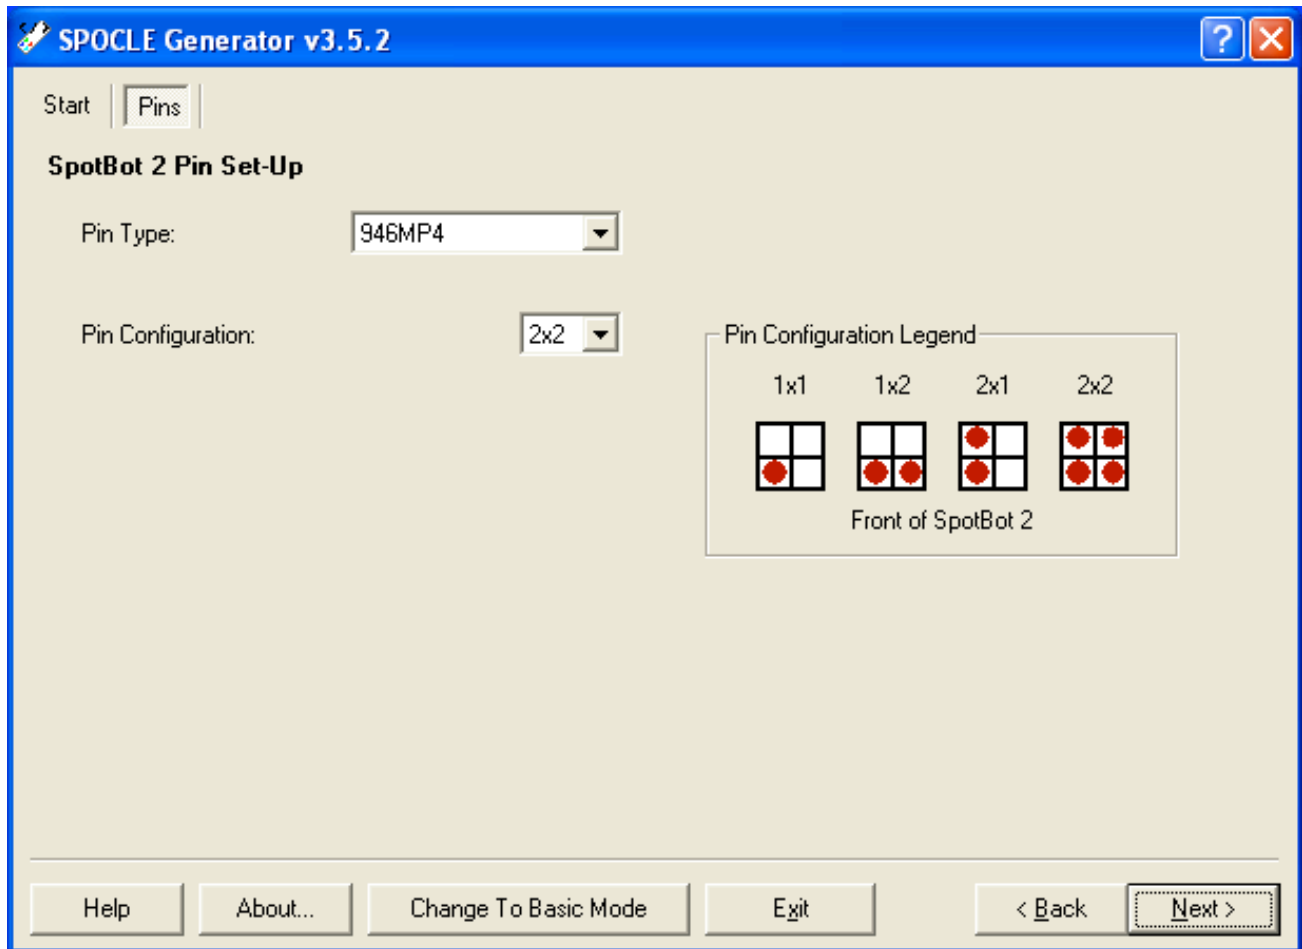 SPOCLE Generator v3.5.2
Start Pins
SpotBot 2 Pin Set-Up
Pin Type: 946MP4
Pin Configuration: 2x2
Pin Configuration Legend
1x1 1x2 2x1 2x2
Front of SpotBot 2
Help About... Change To Basic Mode Exit < Back Next >